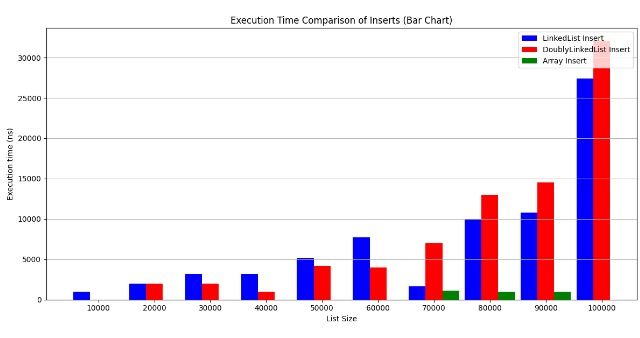 Execution Time Comparison of Inserts (Bar Chart)
LinkedList Insert
DoublyLinkedList Insert
Array Insert
Execution time (ns)
30000
25000
20000
15000
10000
5000
0
10000 20000 30000 40000 50000 60000 70000 80000 90000 100000
List Size